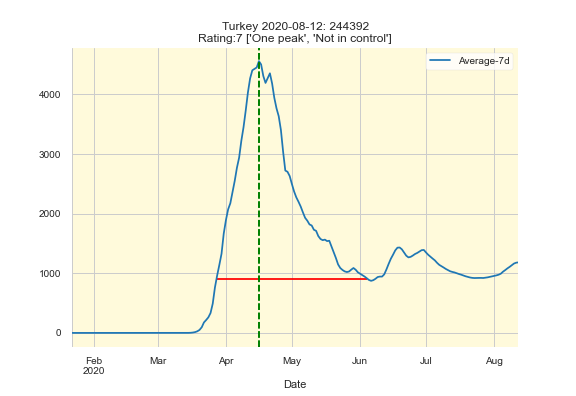 Turkey 2020-08-12: 244392
Rating:7 ['One peak', 'Not in control']
Average-7d
4000
3000
2000
1000
0
Feb Mar Apr May Jun Jul Aug
2020
Date